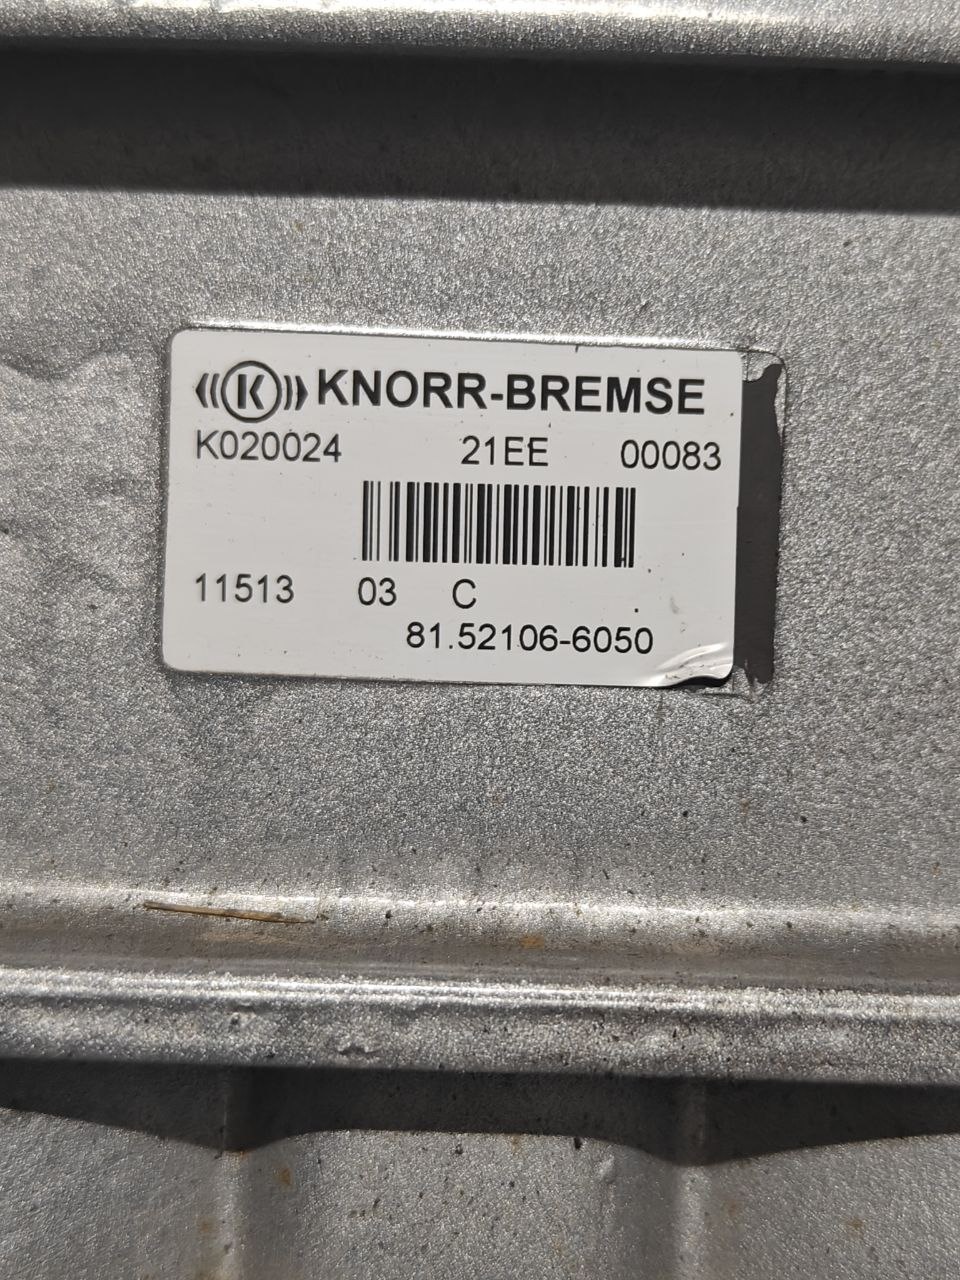 K KNORR-BREMSE
K020024 21EE 00083
11513 03 C
81.52106-6050